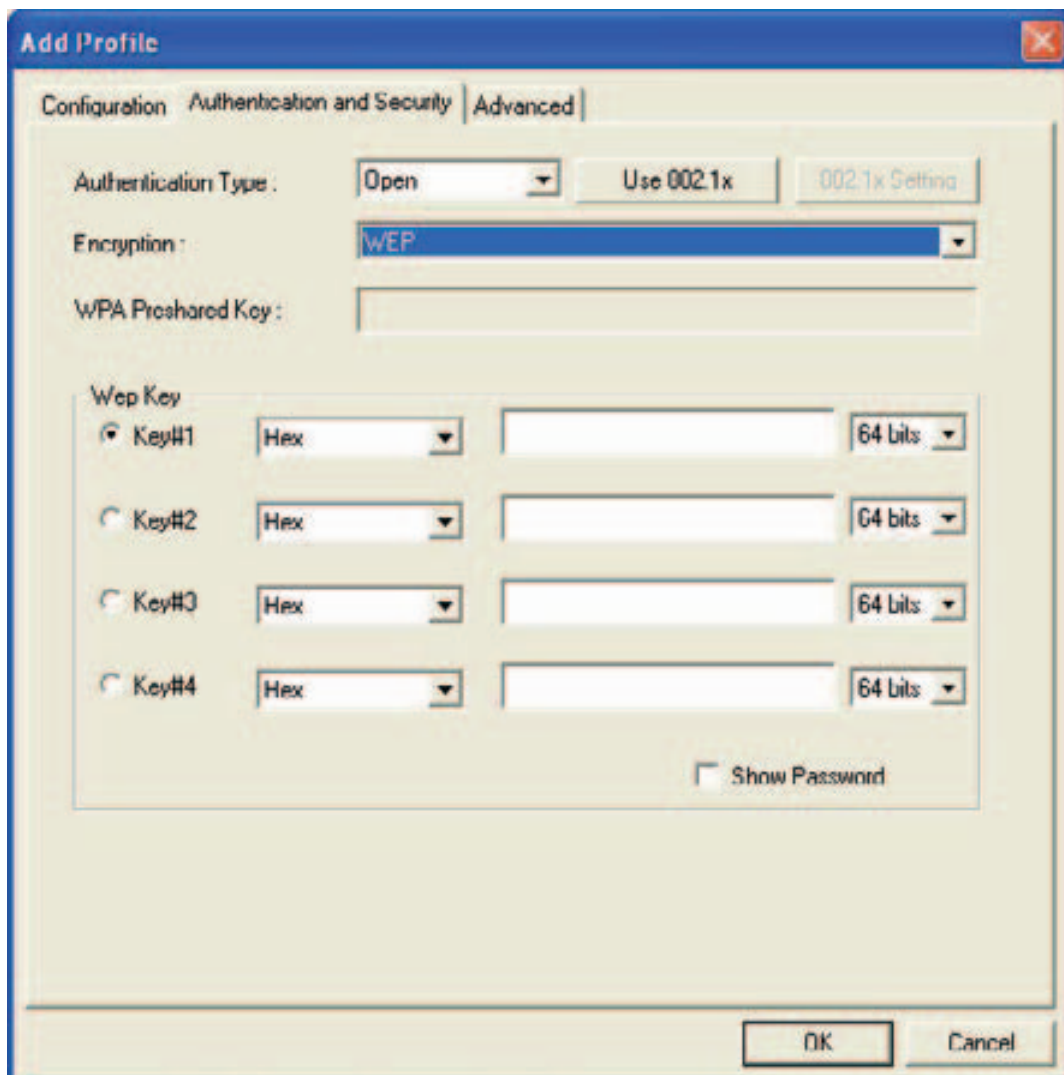 Add Profile
Configuration Authentication and Security Advanced
Authentication Type : Open Use 802.1x 802.1x Setting
Encryption : WEP
WPA Preshared Key :
Wep Key
Key#1 Hex 64 bits
Key#2 Hex 64 bits
Key#3 Hex 64 bits
Key#4 Hex 64 bits
Show Password
OK Cancel